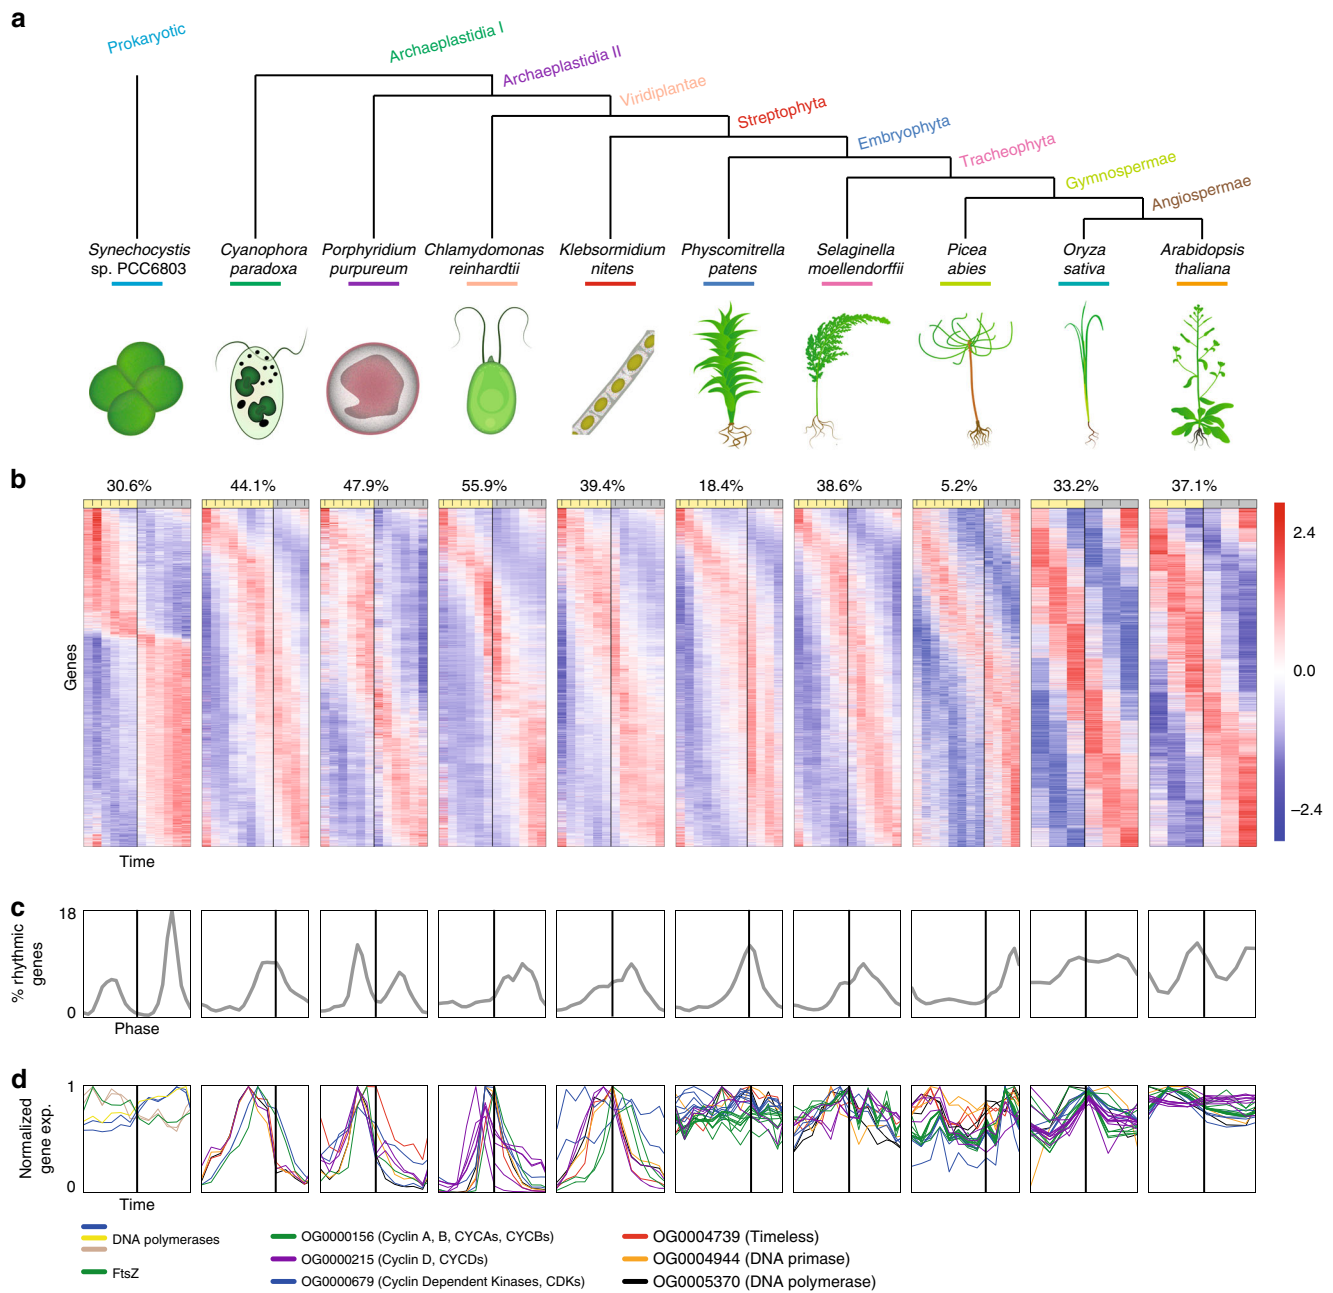 a
Prokaryotic
Archaeplastidia I
Archaeplastidia II
Viridiplantae
Streptophyta
Embryophyta
Tracheophyta
Gymnospermae
Angiospermae
Synechocystis
sp. PCC6803
Cyanophora
paradoxa
Porphyridium
purpureum
Chlamydomonas
reinhardtii
Klebsormidium
nitens
Physcomitrella
patens
Selaginella
moellendorffii
Picea
abies
Oryza
sativa
Arabidopsis
thaliana
b
30.6% 44.1% 47.9% 55.9% 39.4% 18.4% 38.6% 5.2% 33.2% 37.1%
Genes
Time
2.4
0.0
−2.4
c
% rhythmic
genes
18
0
Phase
d
Normalized
gene exp.
1
0
Time
DNA polymerases
FtsZ
OG0000156 (Cyclin A, B, CYCAs, CYCBs)
OG0000215 (Cyclin D, CYCDs)
OG0000679 (Cyclin Dependent Kinases, CDKs)
OG0004739 (Timeless)
OG0004944 (DNA primase)
OG0005370 (DNA polymerase)